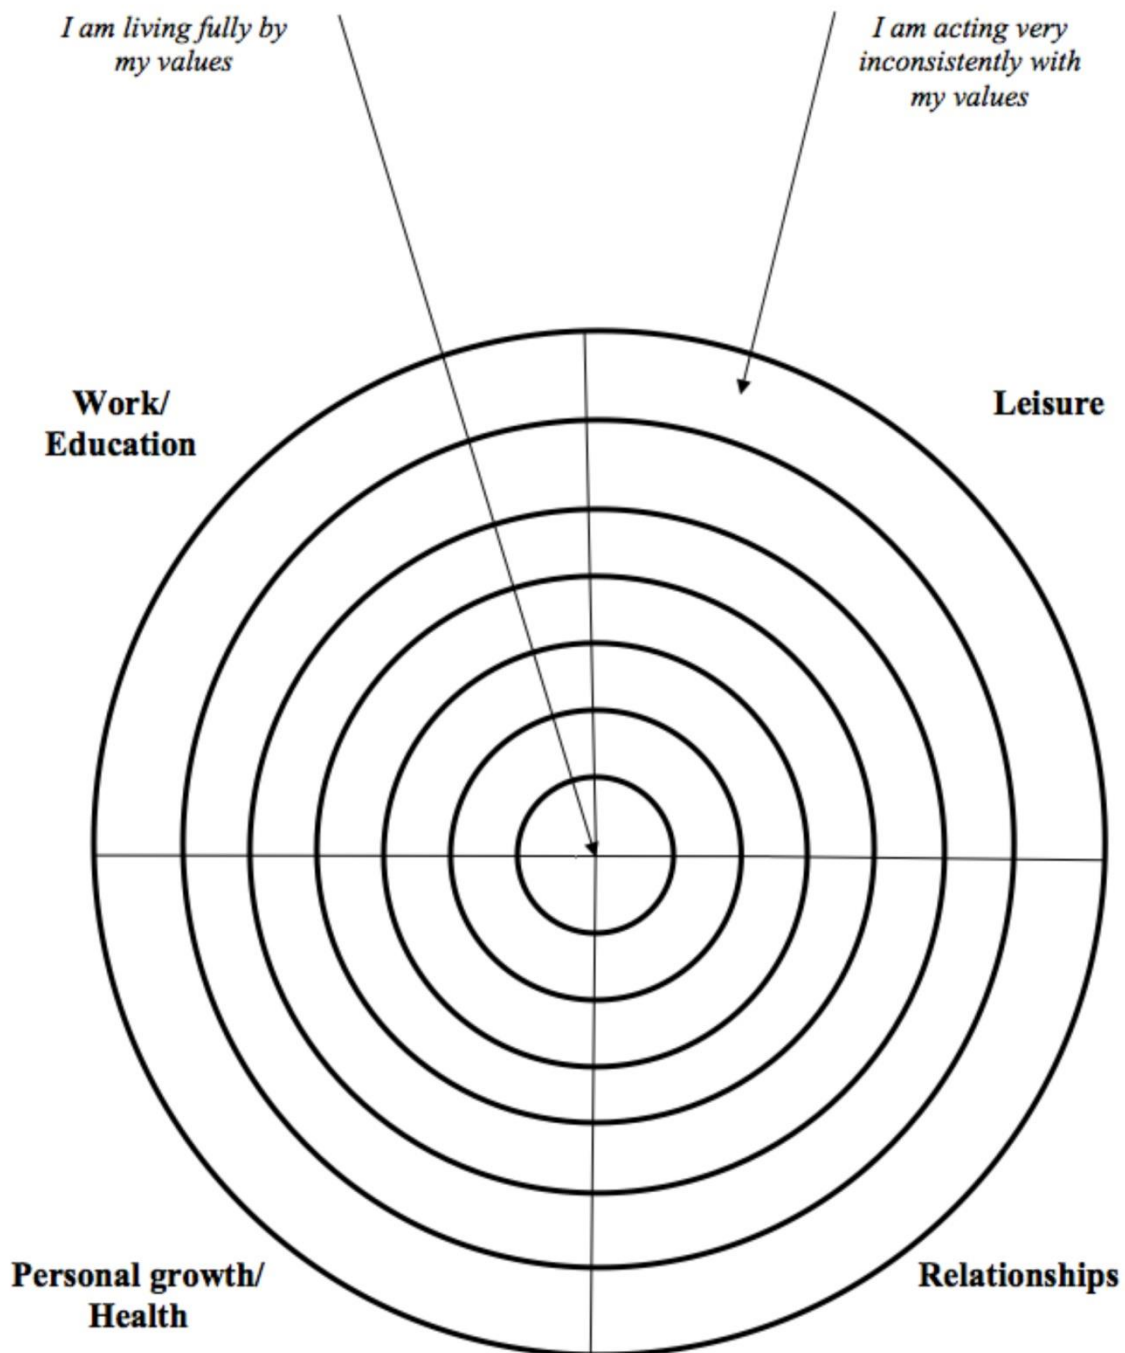 I am living fully by
my values
I am acting very
inconsistently with
my values
Work/
Education
Leisure
Personal growth/
Health
Relationships